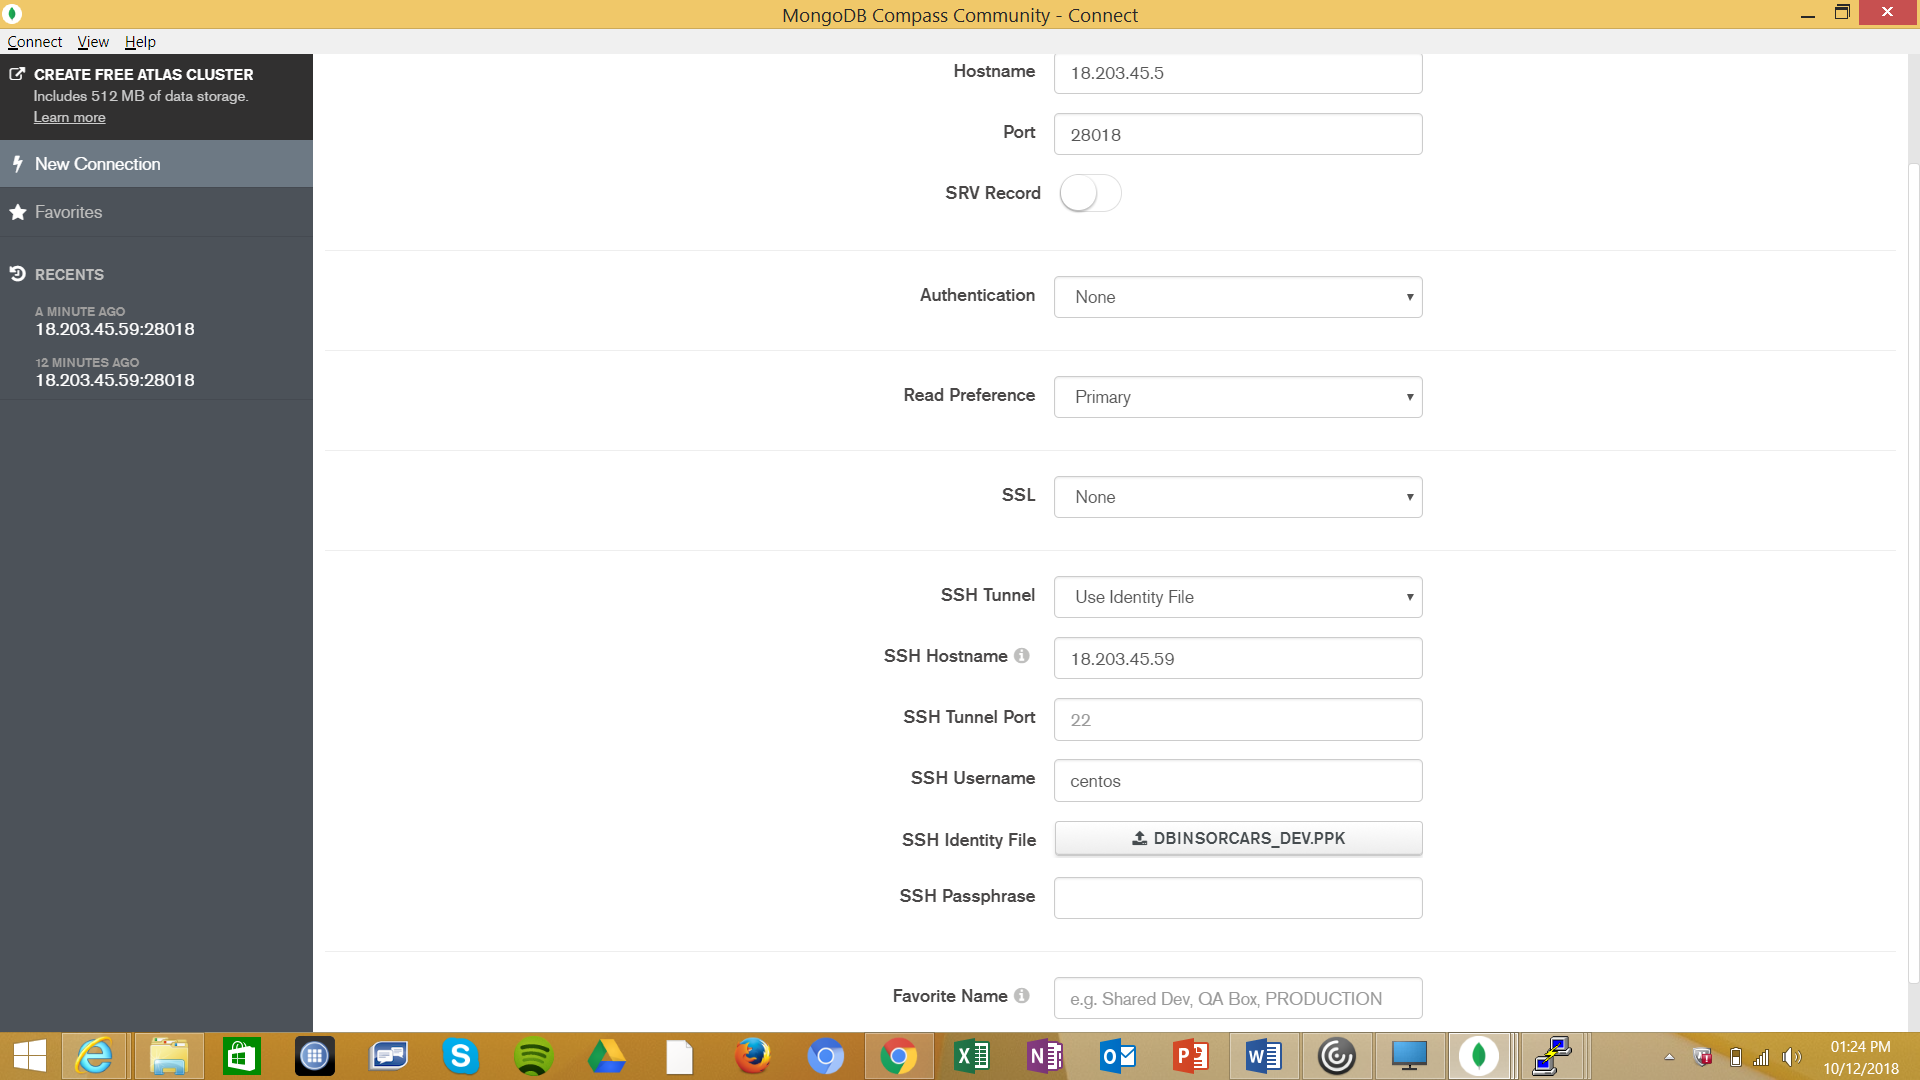 MongoDB Compass Community - Connect
Connect View Help
CREATE FREE ATLAS CLUSTER
Includes 512 MB of data storage.
Learn more
New Connection
Favorites
RECENTS
A MINUTE AGO
18.203.45.59:28018
12 MINUTES AGO
18.203.45.59:28018
Hostname 18.203.45.5
Port 28018
SRV Record
Authentication None
Read Preference Primary
SSL None
SSH Tunnel Use Identity File
SSH Hostname 18.203.45.59
SSH Tunnel Port 22
SSH Username centos
SSH Identity File DBINSORCARS_DEV.PPK
SSH Passphrase
Favorite Name e.g. Shared Dev, QA Box, PRODUCTION
01:24 PM
10/12/2018